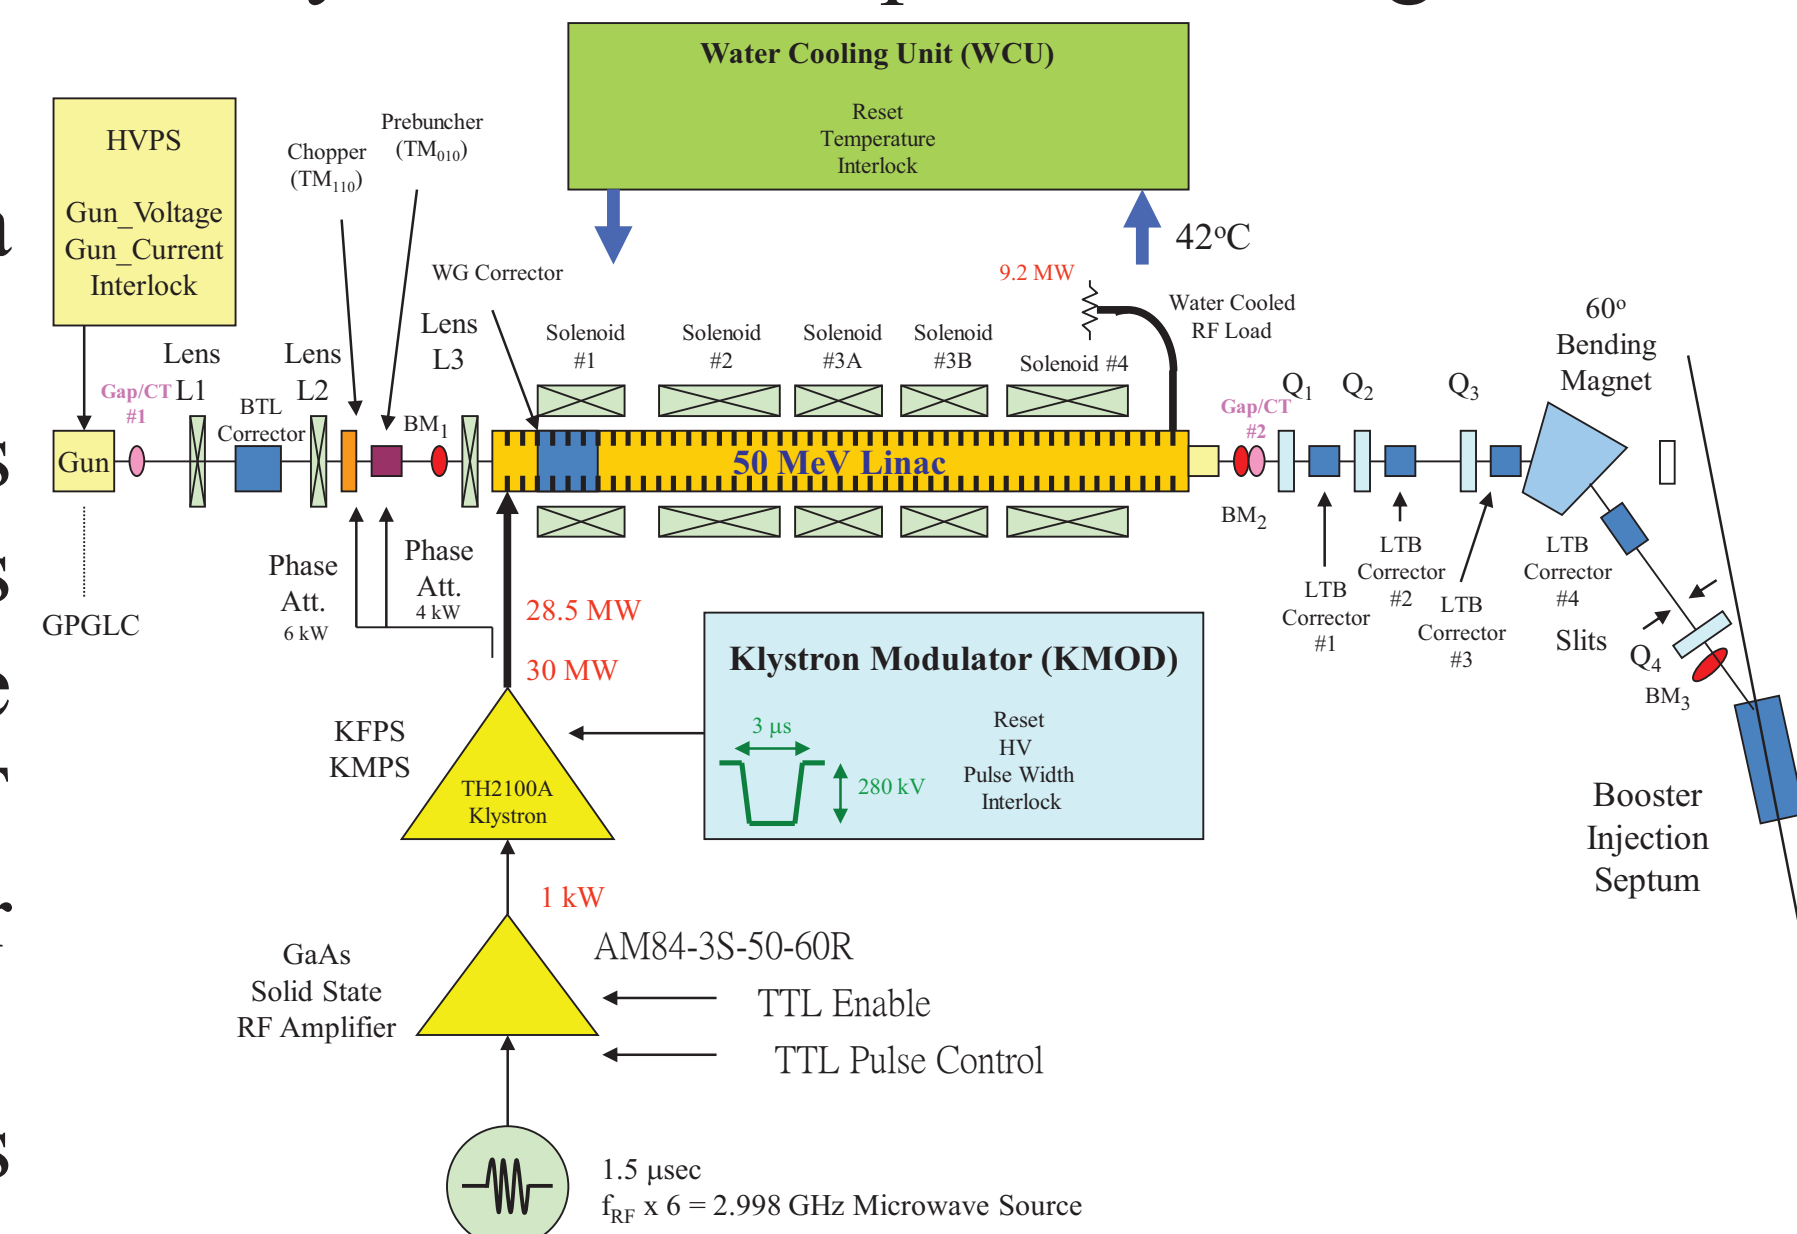 Water Cooling Unit (WCU)
Reset
Temperature
Interlock
HVPS
Gun_Voltage
Gun_Current
Interlock
Chopper
(TM110)
Prebuncher
(TM010)
WG Corrector
42°C
9.2 MW
Water Cooled
RF Load
Lens
L1
Gap/CT
#1
BTL
Corrector
Lens
L2
BM1
Lens
L3
Solenoid
#1
Solenoid
#2
Solenoid
#3A
Solenoid
#3B
Solenoid #4
Gap/CT
#2
Q1
Q2
Q3
60°
Bending
Magnet
Gun
50 MeV Linac
BM2
GPGLC
Phase
Att.
6 kW
Phase
Att.
4 kW
28.5 MW
30 MW
LTB
Corrector
#1
LTB
Corrector
#2
LTB
Corrector
#3
LTB
Corrector
#4
Slits
Q4
BM3
Booster
Injection
Septum
Klystron Modulator (KMOD)
3 μs
280 kV
Reset
HV
Pulse Width
Interlock
KFPS
KMPS
TH2100A
Klystron
1 kW
GaAs
Solid State
RF Amplifier
AM84-3S-50-60R
TTL Enable
TTL Pulse Control
1.5 μsec
fRF x 6 = 2.998 GHz Microwave Source